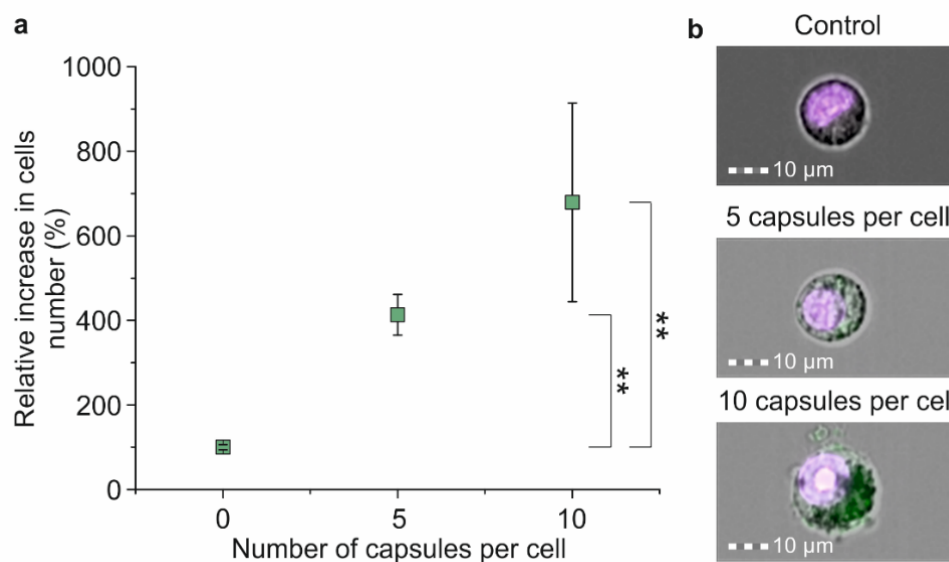 a
1000
800
600
400
200
0
0
5
10
Relative increase in cells
number (%)
Number of capsules per cell
**
**
b
Control
10 µm
5 capsules per cell
10 µm
10 capsules per cel
10 µm